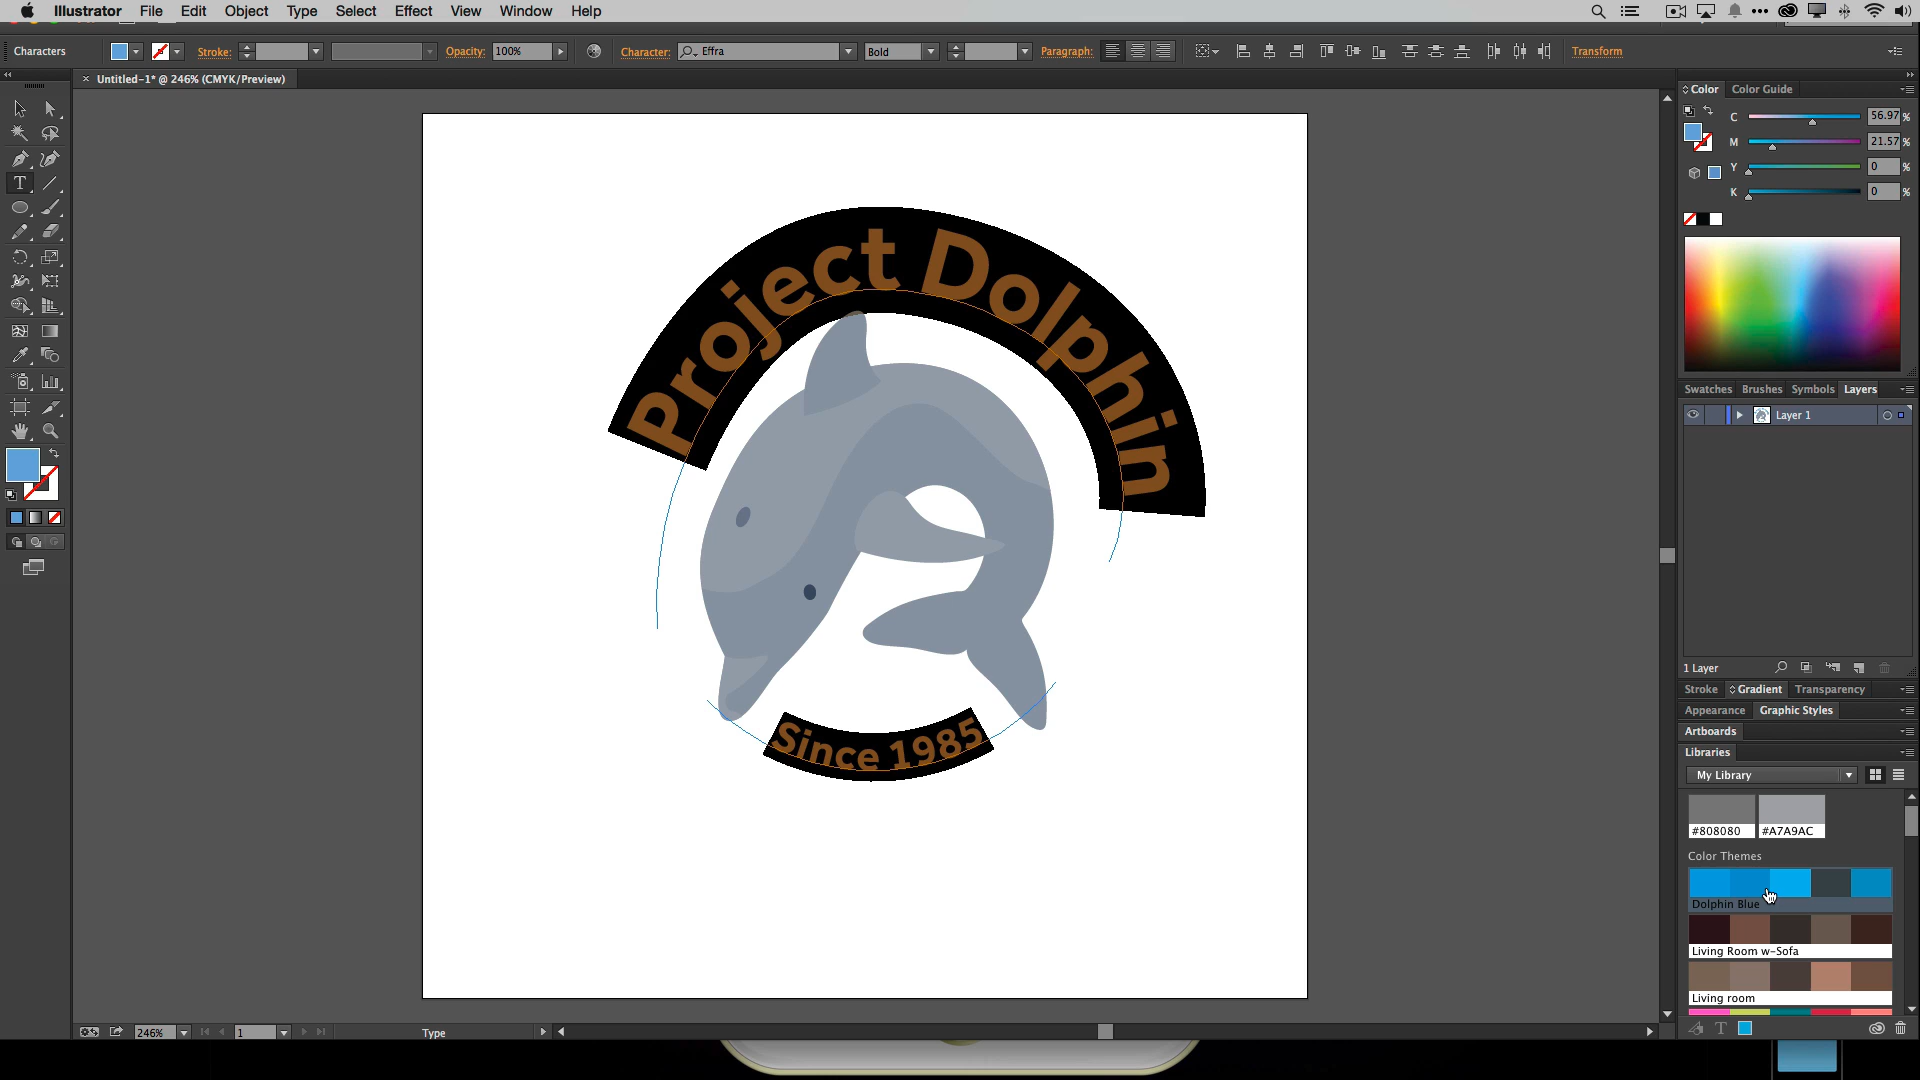 Illustrator File Edit Object Type Select Effect View Window Help
Characters Stroke: Opacity: 100% Character: Effra Bold Paragraph: Transform
× Untitled-1* @ 246% (CMYK/Preview)
Color Color Guide
C 56.97 %
M 21.57 %
Y 0 %
K 0 %
Project Dolphin
Since 1985
Swatches Brushes Symbols Layers
Layer 1
1 Layer
Stroke Gradient Transparency
Appearance Graphic Styles
Artboards
Libraries
My Library
#808080 #A7A9AC
Color Themes
Dolphin Blue
Living Room w-Sofa
Living room
246% 1 Type